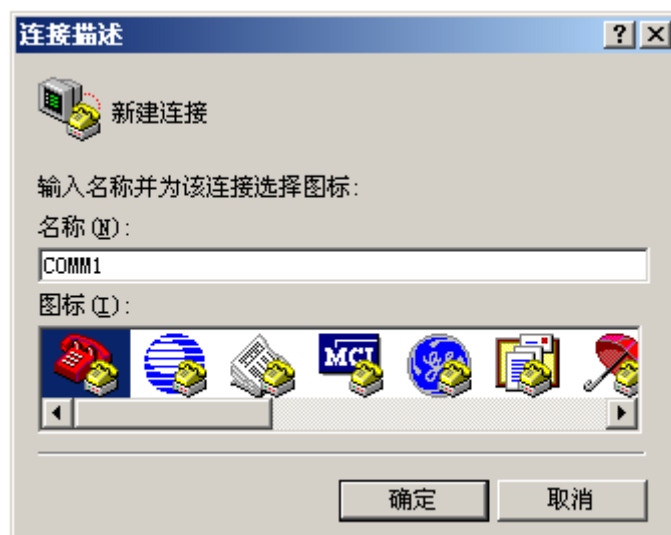 连接描述
新建连接
输入名称并为该连接选择图标:
名称(N):
COMM1
图标(I):
MCI
确定
取消